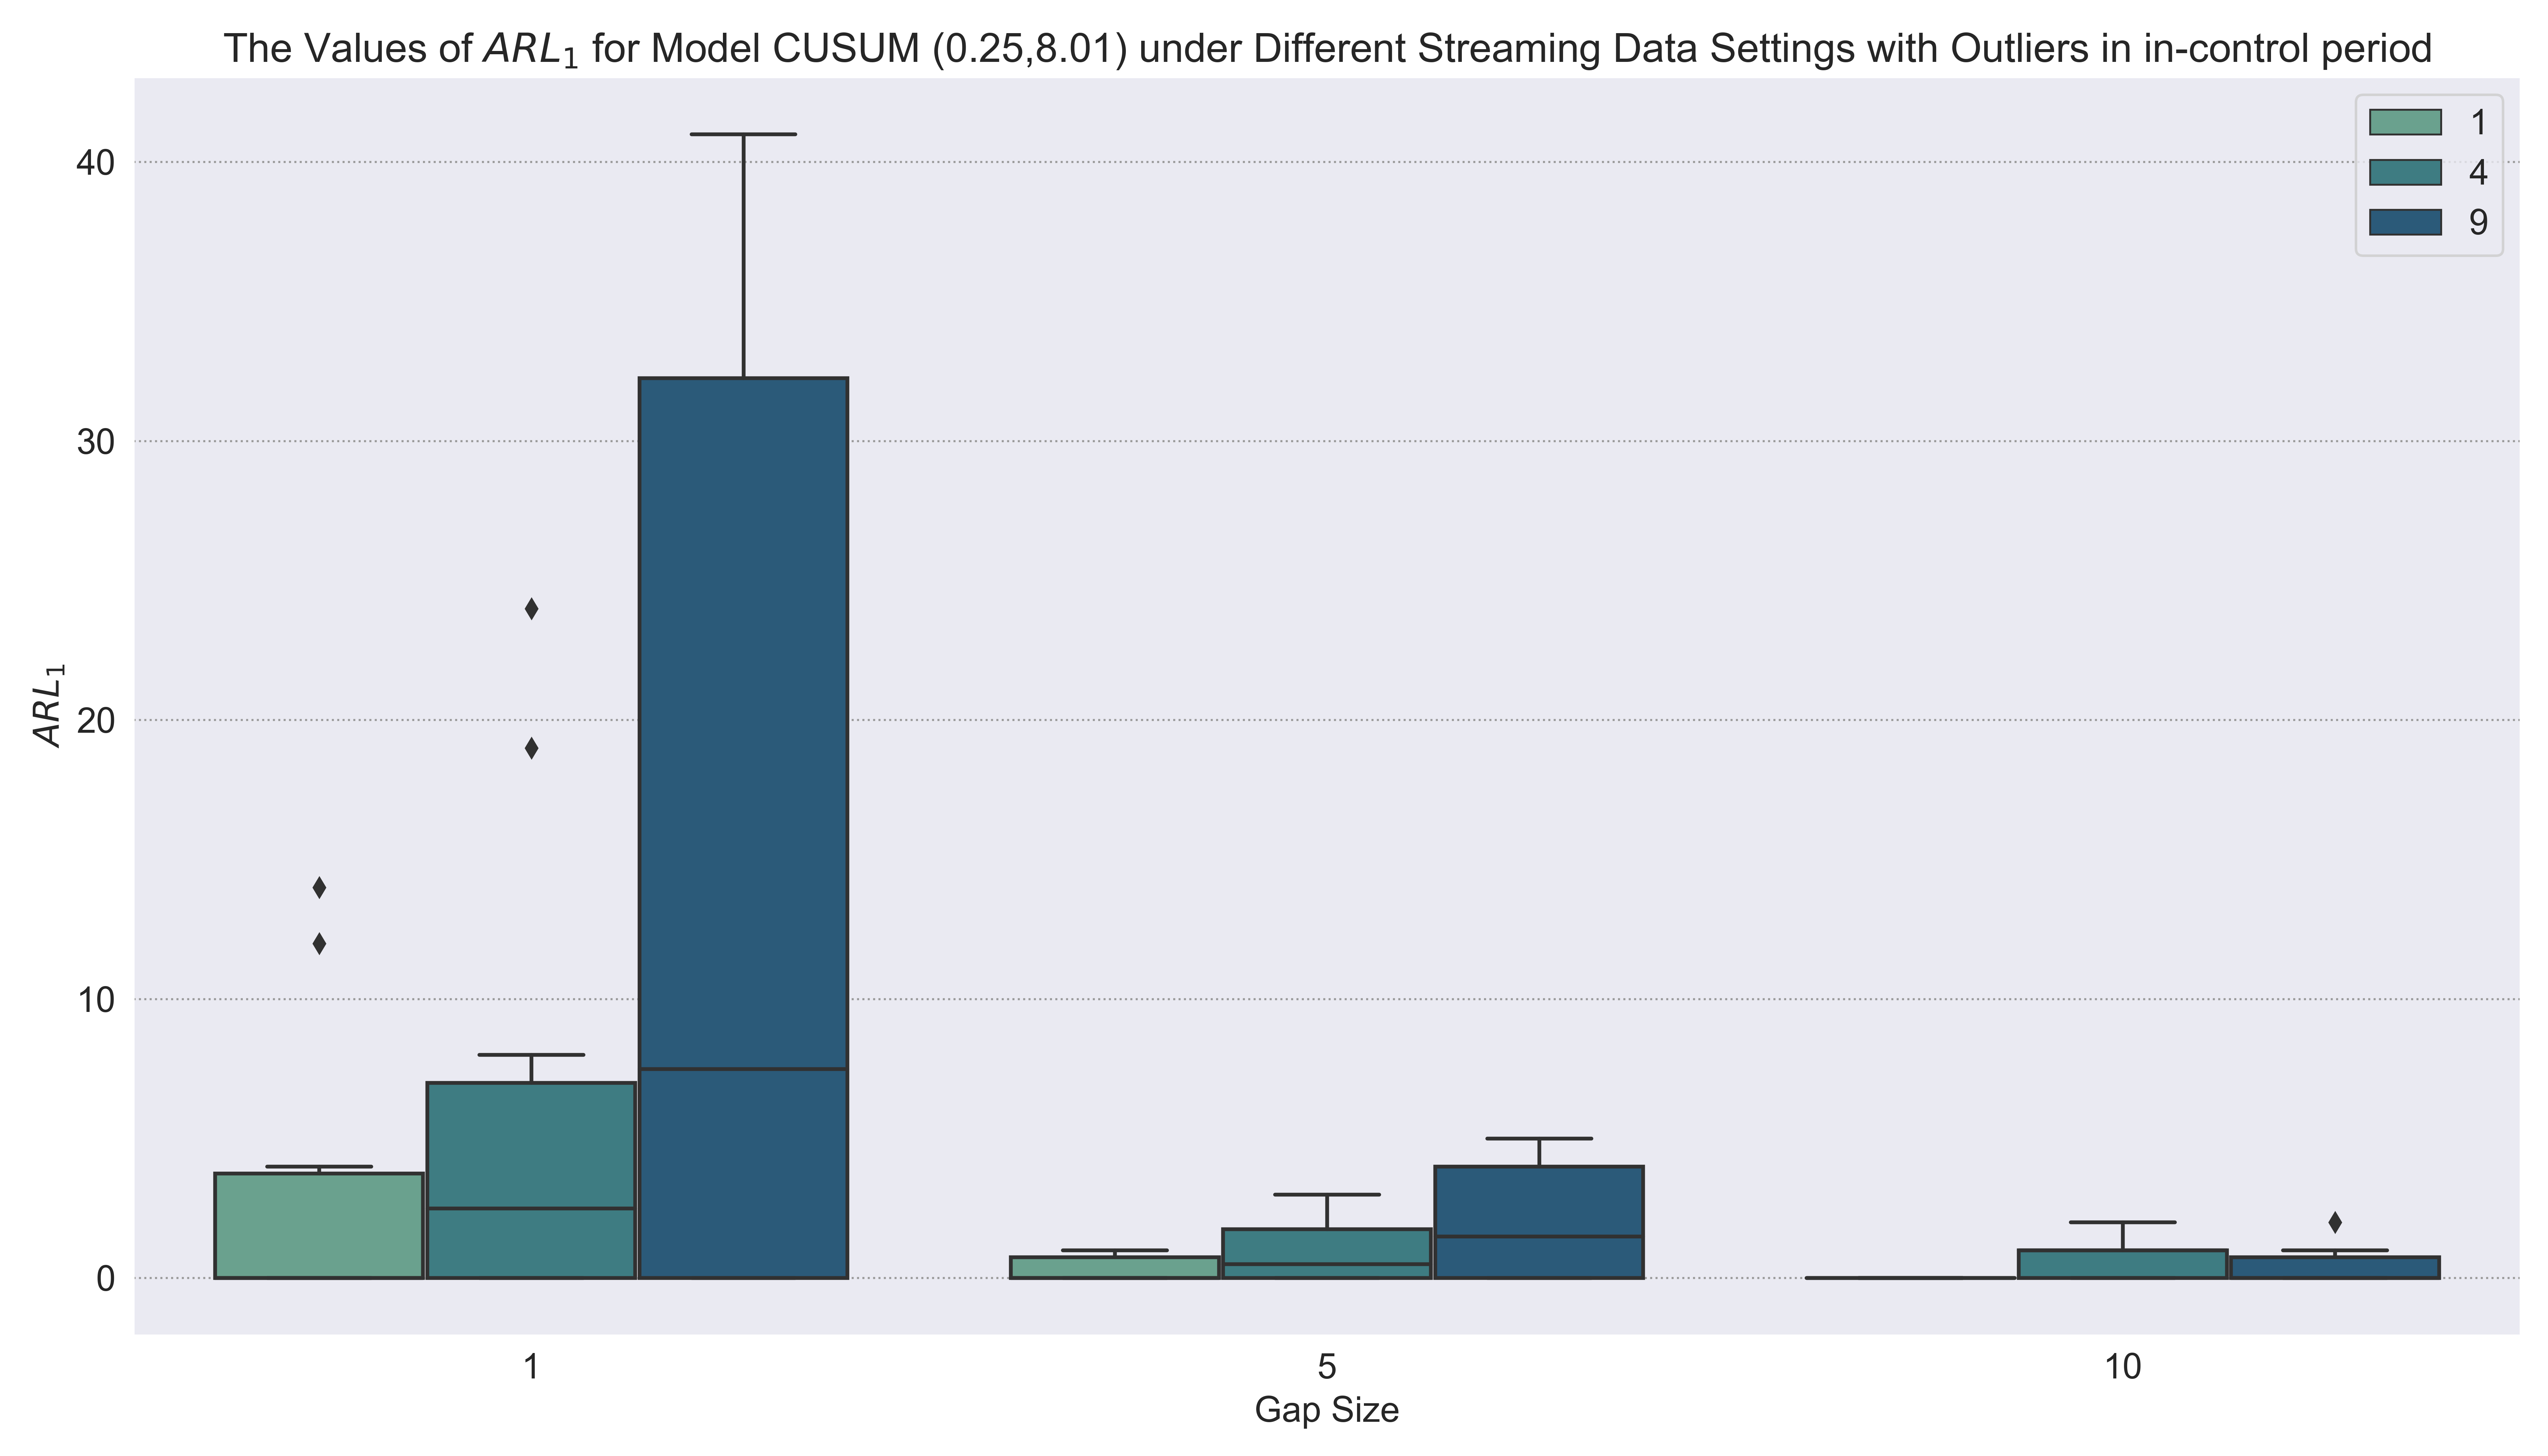 The Values of ARL₁ for Model CUSUM (0.25,8.01) under Different Streaming Data Settings with Outliers in in-control period
1
4
9
40
30
20
10
0
ARL₁
1 5 10
Gap Size